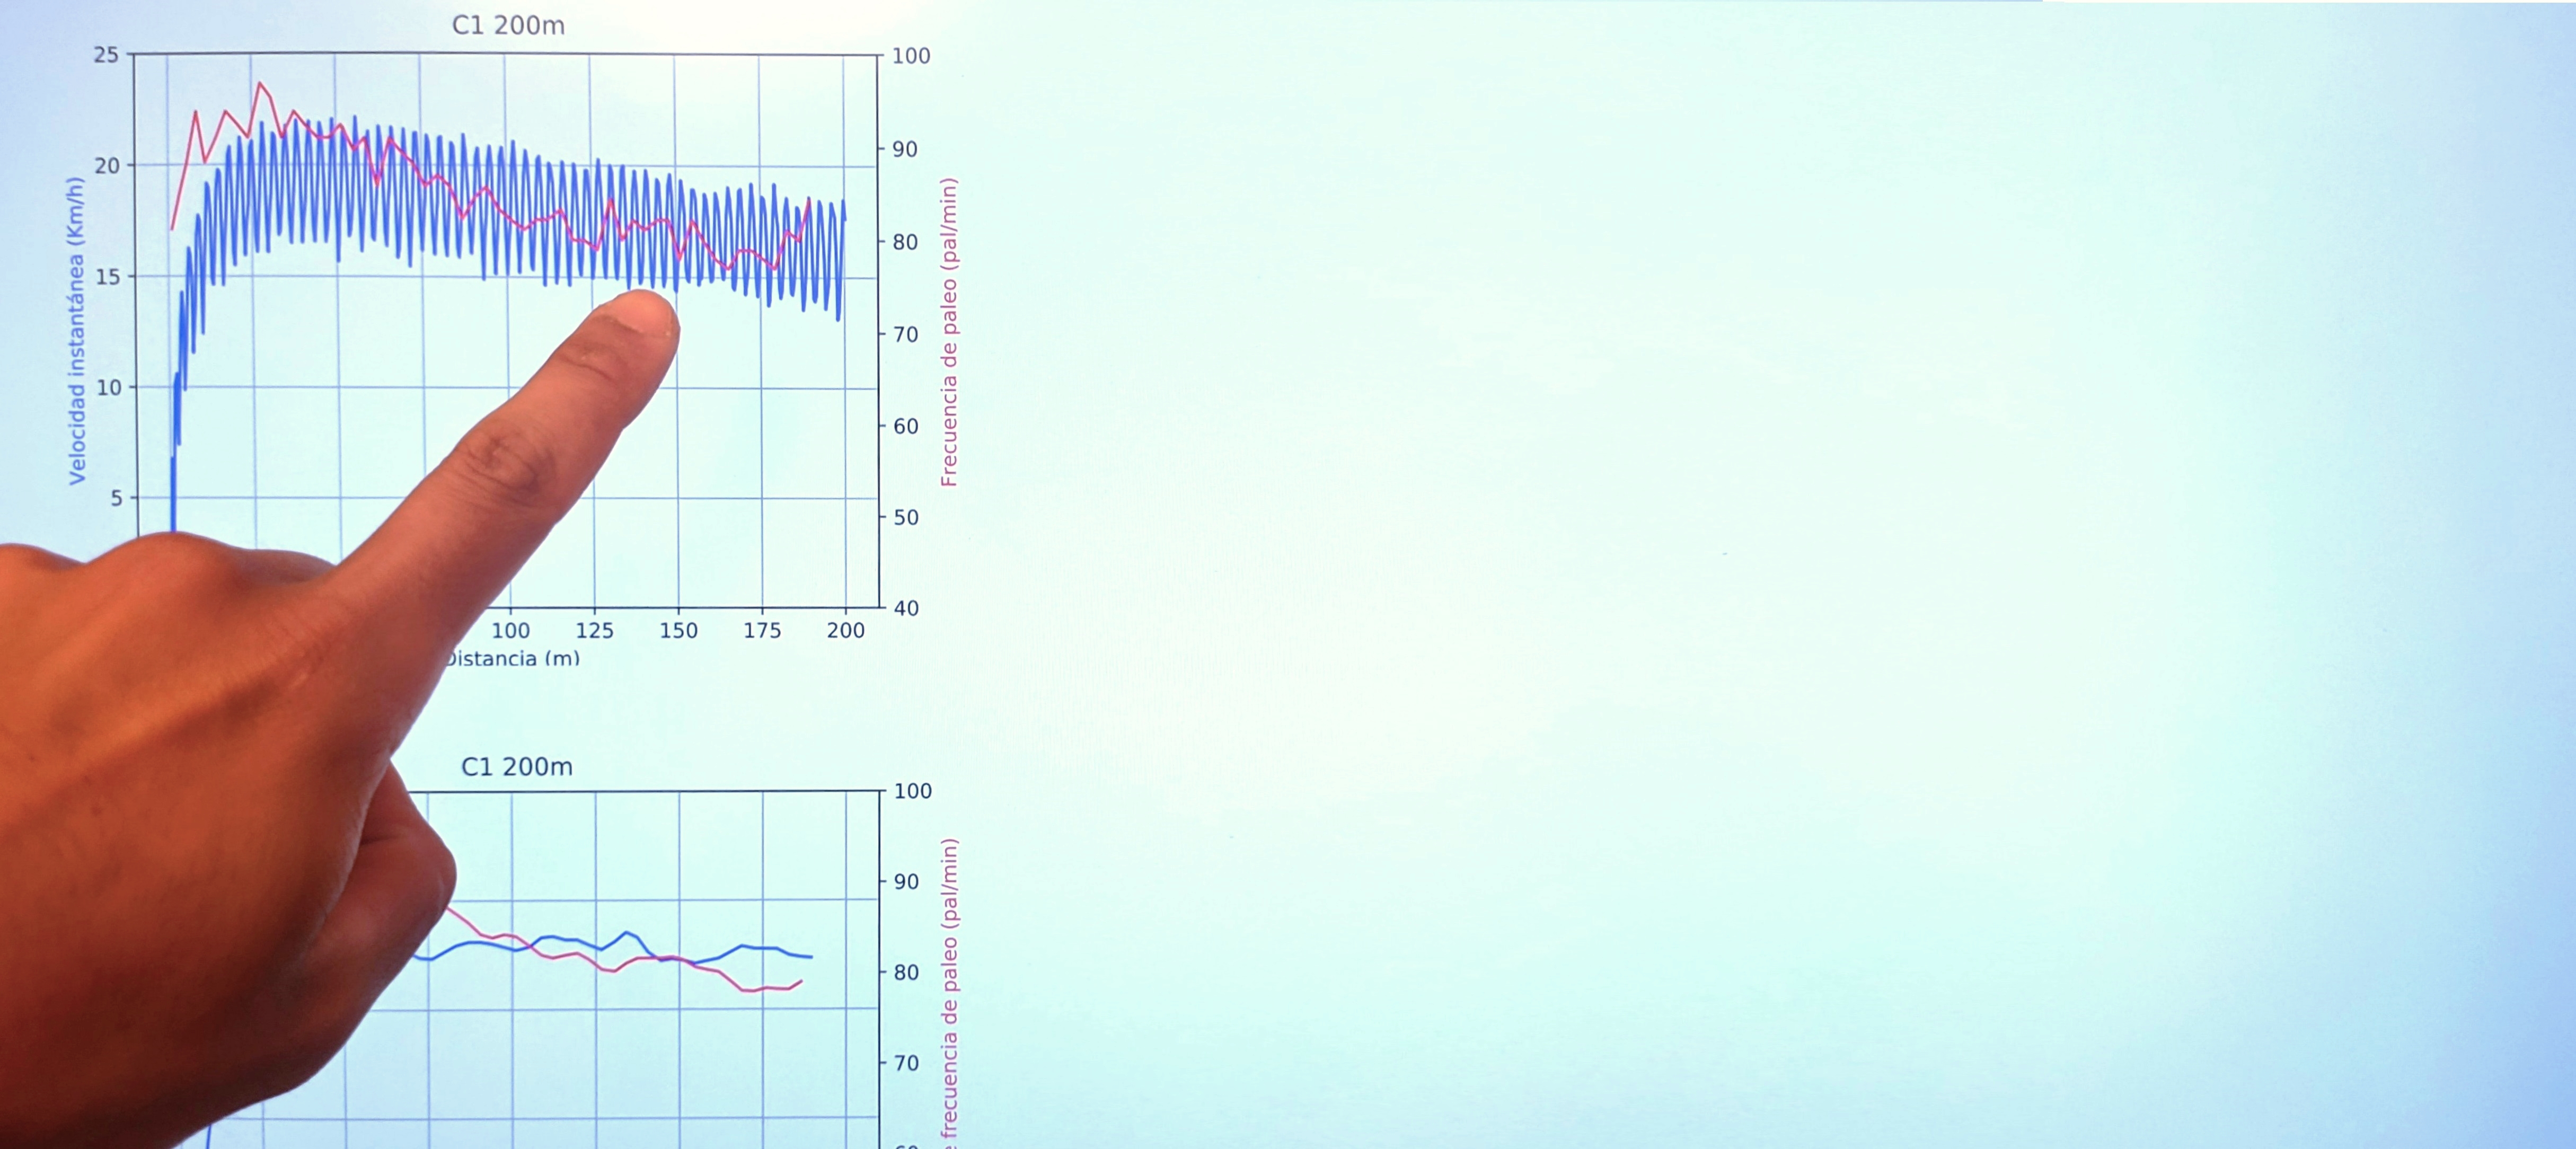 C1 200m
25
20
15
10
5
Velocidad instantánea (Km/h)
100
90
80
70
60
50
40
Frecuencia de paleo (pal/min)
100 125 150 175 200
Distancia (m)
C1 200m
100
90
80
70
frecuencia de paleo (pal/min)